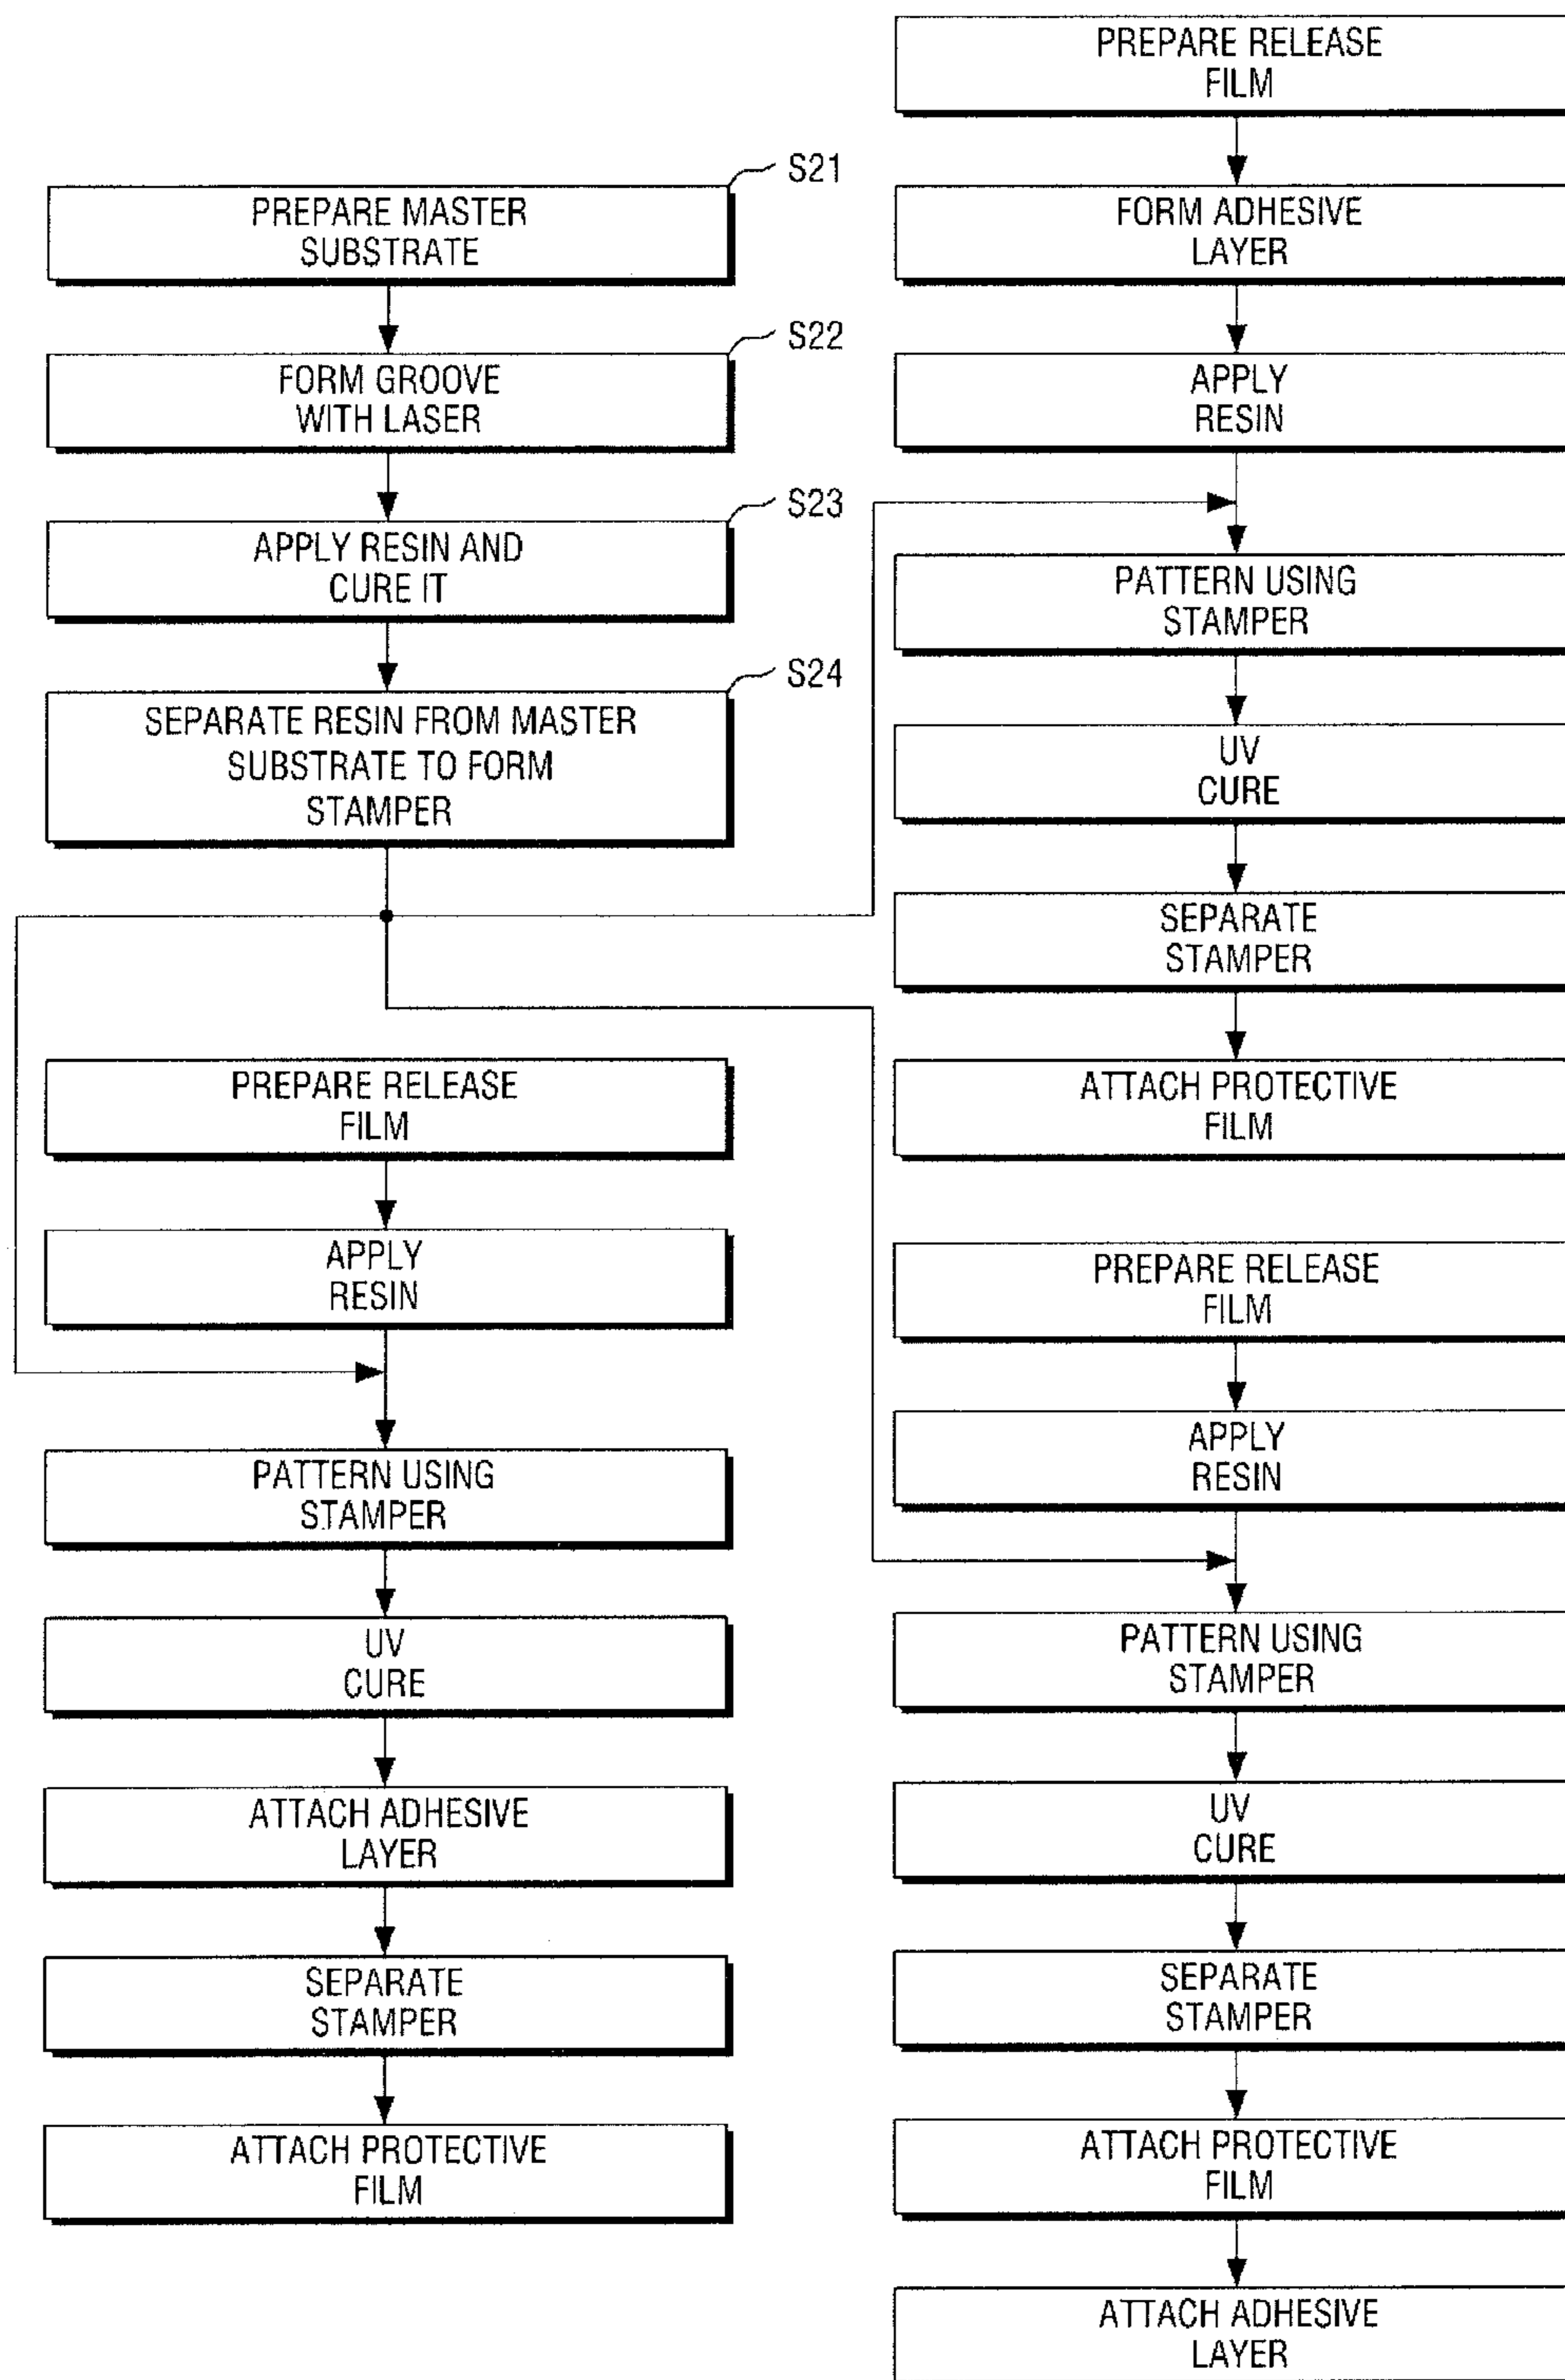 S21
PREPARE MASTER
SUBSTRATE
S22
FORM GROOVE
WITH LASER
S23
APPLY RESIN AND
CURE IT
S24
SEPARATE RESIN FROM MASTER
SUBSTRATE TO FORM
STAMPER
PREPARE RELEASE
FILM
APPLY
RESIN
PATTERN USING
STAMPER
UV
CURE
ATTACH ADHESIVE
LAYER
SEPARATE
STAMPER
ATTACH PROTECTIVE
FILM
PREPARE RELEASE
FILM
FORM ADHESIVE
LAYER
APPLY
RESIN
PATTERN USING
STAMPER
UV
CURE
SEPARATE
STAMPER
ATTACH PROTECTIVE
FILM
PREPARE RELEASE
FILM
APPLY
RESIN
PATTERN USING
STAMPER
UV
CURE
SEPARATE
STAMPER
ATTACH PROTECTIVE
FILM
ATTACH ADHESIVE
LAYER